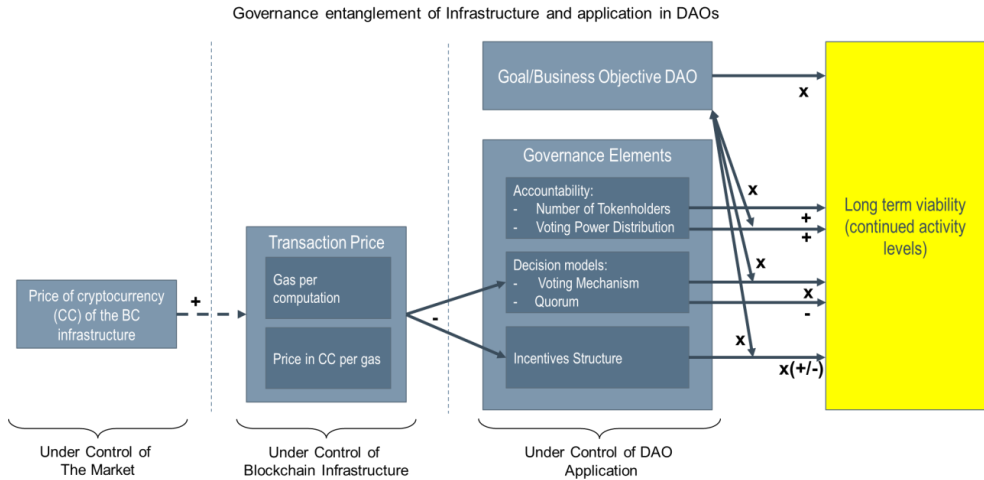 Governance entanglement of Infrastructure and application in DAOs
Goal/Business Objective DAO
x
Governance Elements
Accountability:
- Number of Tokenholders
- Voting Power Distribution
x
+
+
Decision models:
- Voting Mechanism
- Quorum
x
x
-
Incentives Structure
x
x(+/-)
Long term viability
(continued activity
levels)
Transaction Price
Gas per
computation
Price in CC per gas
-
Price of cryptocurrency
(CC) of the BC
infrastructure
+
Under Control of
The Market
Under Control of
Blockchain Infrastructure
Under Control of DAO
Application